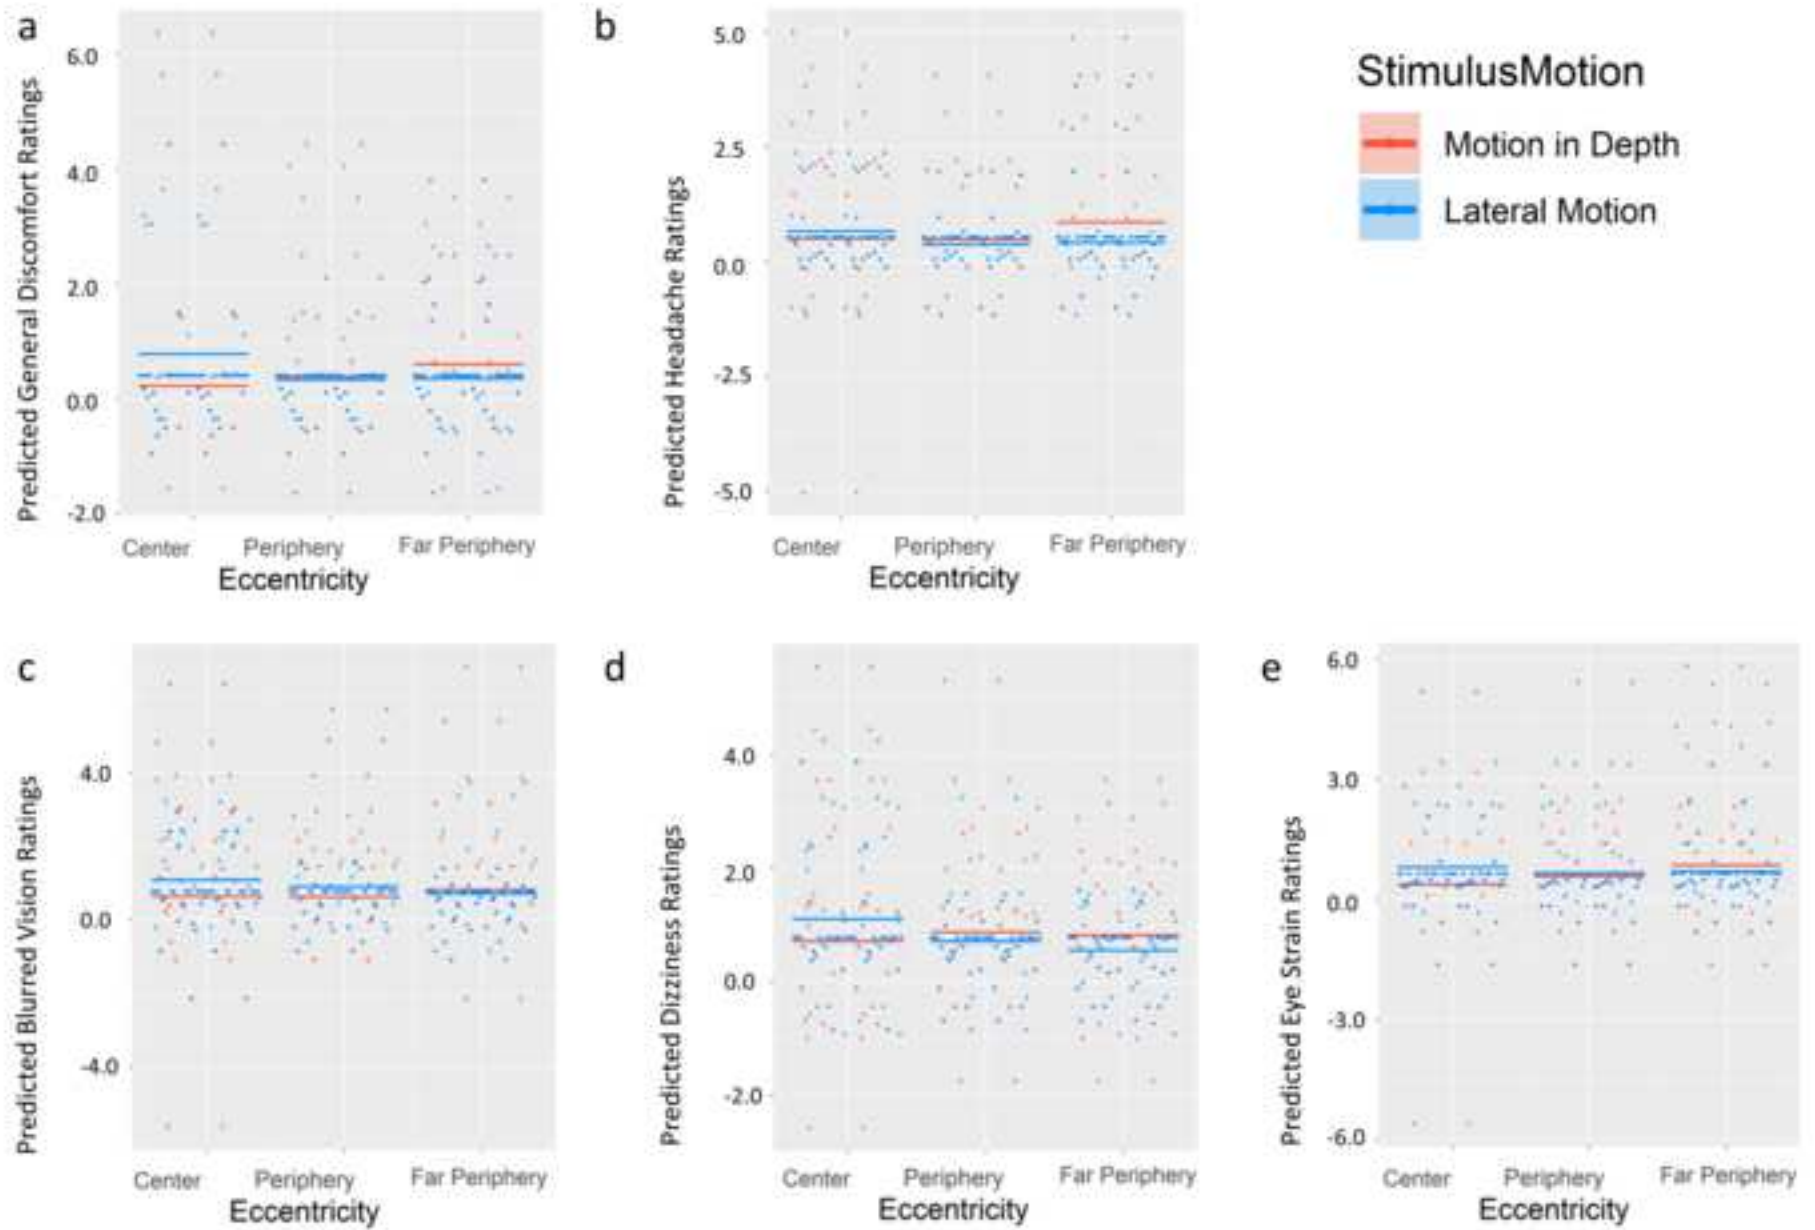 a
Predicted General Discomfort Ratings
6.0
4.0
2.0
0.0
-2.0
Center Periphery Far Periphery
Eccentricity
b
Predicted Headache Ratings
5.0
2.5
0.0
-2.5
-5.0
Center Periphery Far Periphery
Eccentricity
StimulusMotion
Motion in Depth
Lateral Motion
c
Predicted Blurred Vision Ratings
4.0
0.0
-4.0
Center Periphery Far Periphery
Eccentricity
d
Predicted Dizziness Ratings
4.0
2.0
0.0
-2.0
Center Periphery Far Periphery
Eccentricity
e
Predicted Eye Strain Ratings
6.0
3.0
0.0
-3.0
-6.0
Center Periphery Far Periphery
Eccentricity